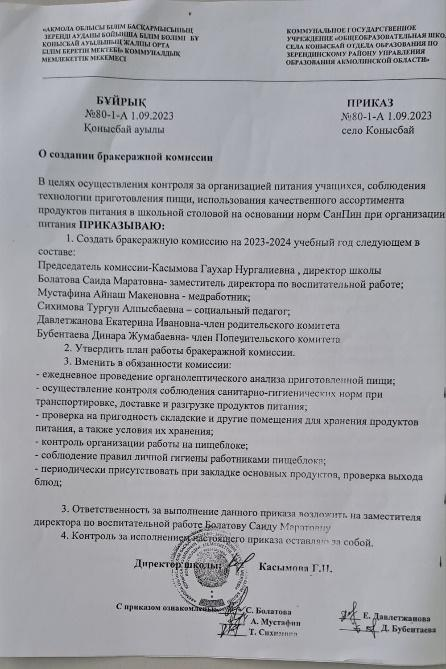 «АҚМОЛА ОБЛЫСЫ БІЛІМ БАСҚАРМАСЫНЫҢ
ЗЕРЕНДІ АУДАНЫ БОЙЫНША БІЛІМ БӨЛІМІ БҰ
ҚОНЫСБАЙ АУЫЛЫНЫҢ ЖАЛПЫ ОРТА
БІЛІМ БЕРЕТІН МЕКТЕБІ» КОММУНАЛДЫҚ
МЕМЛЕКЕТТІК МЕКЕМЕСІ
КОММУНАЛЬНОЕ ГОСУДАРСТВЕННОЕ
УЧРЕЖДЕНИЕ «ОБЩЕОБРАЗОВАТЕЛЬНАЯ ШКО
СЕЛА КОНЫСБАЙ ОТДЕЛА ОБРАЗОВАНИЯ ПО
ЗЕРЕНДИНСКОМУ РАЙОНУ УПРАВЛЕНИЯ
ОБРАЗОВАНИЯ АКМОЛИНСКОЙ ОБЛАСТИ»
БҰЙРЫҚ
№80-1-А 1.09.2023
Қонысбай ауылы
ПРИКАЗ
№80-1-А 1.09.2023
село Конысбай
О создании бракеражной комиссии
В целях осуществления контроля за организацией питания учащихся, соблюдения
технологии приготовления пищи, использования качественного ассортимента
продуктов питания в школьной столовой на основании норм СанПин при организации
питания ПРИКАЗЫВАЮ:
1. Создать бракеражную комиссию на 2023-2024 учебный год следующем в
составе:
Председатель комиссии-Касымова Гаухар Нургалиевна , директор школы
Болатова Саида Маратовна- заместитель директора по воспитательной работе;
Мустафина Айнаш Макеновна - медработник;
Сихимова Тургун Алпысбаевна – социальный педагог;
Давлетжанова Екатерина Ивановна-член родительского комитета
Бубентаева Динара Жумабаевна- член Попечительского комитета
2. Утвердить план работы бракеражной комиссии.
3. Вменить в обязанности комиссии:
- ежедневное проведение органолептического анализа приготовленной пищи;
- осуществление контроля соблюдения санитарно-гигиенических норм при
транспортировке, доставке и разгрузке продуктов питания;
- проверка на пригодность складские и другие помещения для хранения продуктов
питания, а также условия их хранения;
- контроль организации работы на пищеблоке;
- соблюдение правил личной гигиены работниками пищеблока;
- периодически присутствовать при закладке основных продуктов, проверка выхода
блюд;
3. Ответственность за выполнение данного приказа возложить на заместителя
директора по воспитательной работе Болатову Саиду Маратовну
4. Контроль за исполнением настоящего приказа оставляю за собой.
Директор школы: Касымова Г.Н.
С приказом ознакомлены: С. Болатова
А. Мустафин
Т. Сихимова
Е. Давлетжанова
Д. Бубентаева